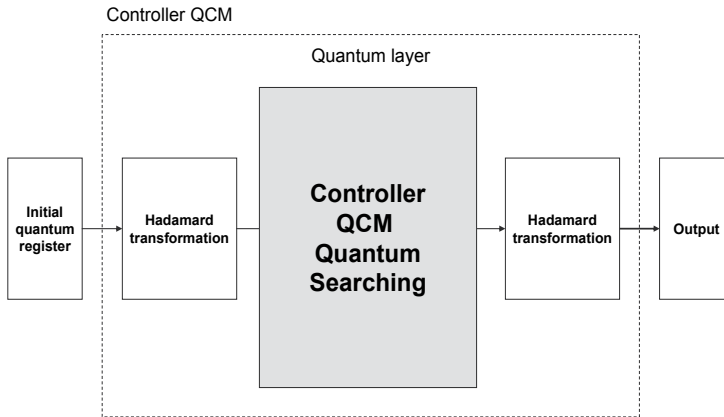 Controller QCM
Quantum layer
Initial
quantum
register
Hadamard
transformation
Controller
QCM
Quantum
Searching
Hadamard
transformation
Output